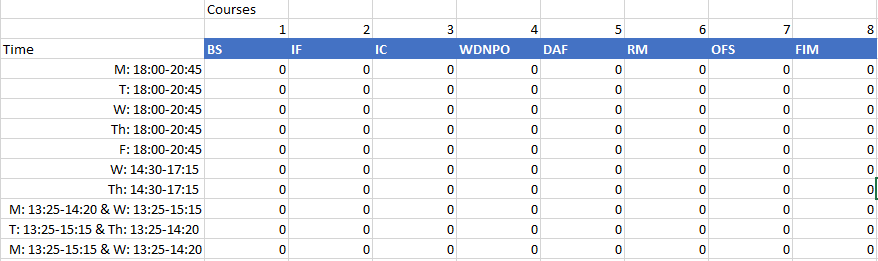 Courses
1 2 3 4 5 6 7 8
Time BS IF IC WDNPO DAF RM OFS FIM
M: 18:00-20:45 0 0 0 0 0 0 0 0
T: 18:00-20:45 0 0 0 0 0 0 0 0
W: 18:00-20:45 0 0 0 0 0 0 0 0
Th: 18:00-20:45 0 0 0 0 0 0 0 0
F: 18:00-20:45 0 0 0 0 0 0 0 0
W: 14:30-17:15 0 0 0 0 0 0 0 0
Th: 14:30-17:15 0 0 0 0 0 0 0 0
M: 13:25-14:20 & W: 13:25-15:15 0 0 0 0 0 0 0 0
T: 13:25-15:15 & Th: 13:25-14:20 0 0 0 0 0 0 0 0
M: 13:25-15:15 & W: 13:25-14:20 0 0 0 0 0 0 0 0